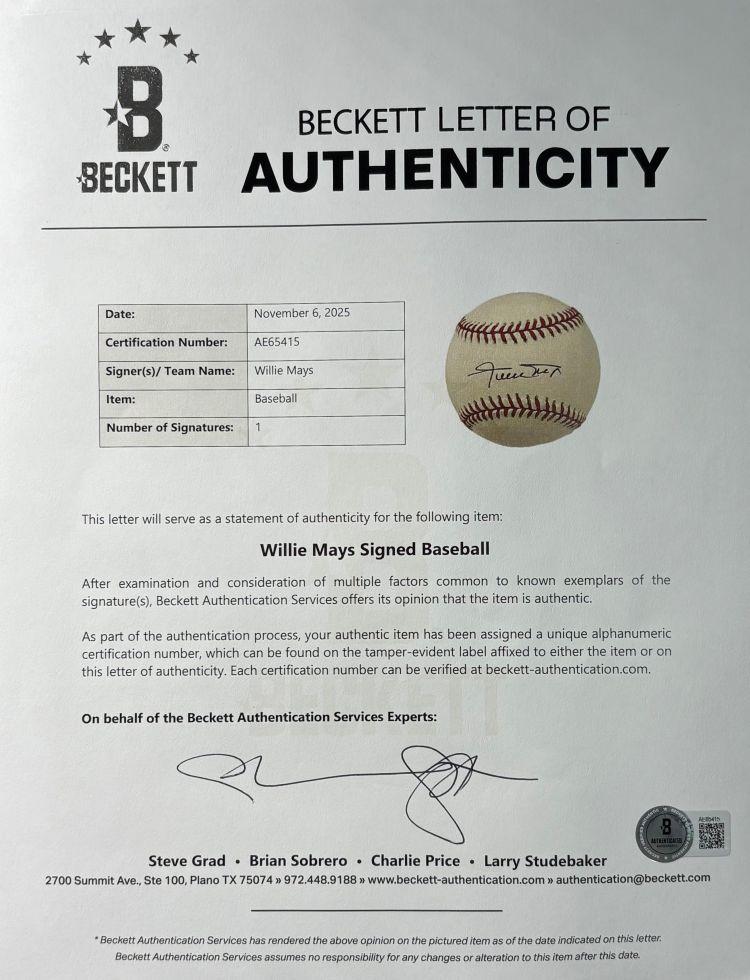 B
BECKETT
BECKETT LETTER OF
AUTHENTICITY
Date: November 6, 2025
Certification Number: AE65415
Signer(s)/ Team Name: Willie Mays
Item: Baseball
Number of Signatures: 1
Willie Mays
This letter will serve as a statement of authenticity for the following item:
Willie Mays Signed Baseball
After examination and consideration of multiple factors common to known exemplars of the
signature(s), Beckett Authentication Services offers its opinion that the item is authentic.
As part of the authentication process, your authentic item has been assigned a unique alphanumeric
certification number, which can be found on the tamper-evident label affixed to either the item or on
this letter of authenticity. Each certification number can be verified at beckett-authentication.com.
BECKETT
On behalf of the Beckett Authentication Services Experts:
B
AUTHENTICATED
AE65415
Steve Grad • Brian Sobrero • Charlie Price • Larry Studebaker
2700 Summit Ave., Ste 100, Plano TX 75074 » 972.448.9188 » www.beckett-authentication.com » authentication@beckett.com
* Beckett Authentication Services has rendered the above opinion on the pictured item as of the date indicated on this letter.
Beckett Authentication Services assumes no responsibility for any changes or alteration to this item after this date.